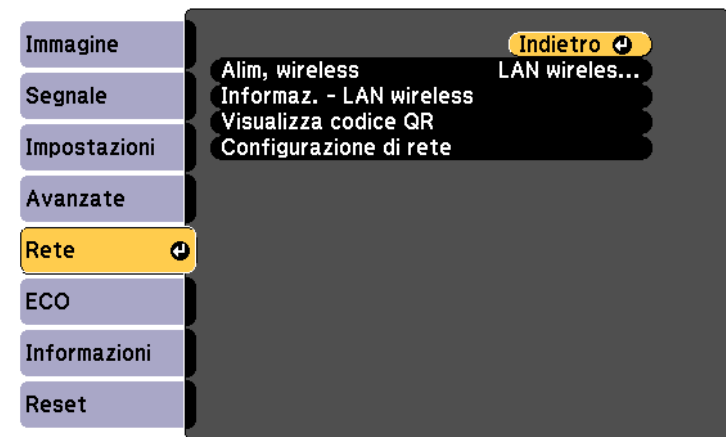 Immagine
Segnale
Impostazioni
Avanzate
Rete
ECO
Informazioni
Reset
Indietro
Alim, wireless LAN wireles...
Informaz. - LAN wireless
Visualizza codice QR
Configurazione di rete